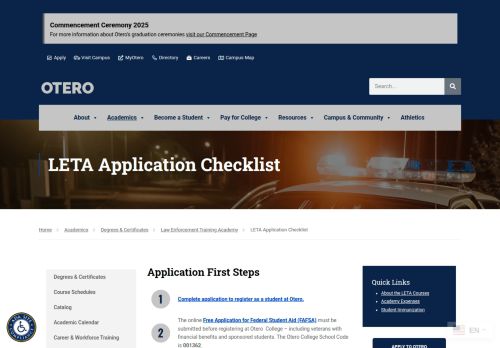 Commencement Ceremony 2025
For more information about Otero's graduation ceremonies visit our Commencement Page
Apply Visit Campus MyOtero Directory Careers Campus Map
OTERO
Search...
About Academics Become a Student Pay for College Resources Campus & Community Athletics
LETA Application Checklist
Home Academics Degrees & Certificates Law Enforcement Training Academy LETA Application Checklist
Degrees & Certificates
Course Schedules
Catalog
Academic Calendar
Career & Workforce Training
Application First Steps
1 Complete application to register as a student at Otero.
2 The online Free Application for Federal Student Aid (FAFSA) must be
submitted before registering at Otero College – including veterans with
financial benefits and sponsored students. The Otero College School Code
is 001362
Quick Links
About the LETA Courses
Academy Expenses
Student Immunization
APPLY TO OTERO
EN